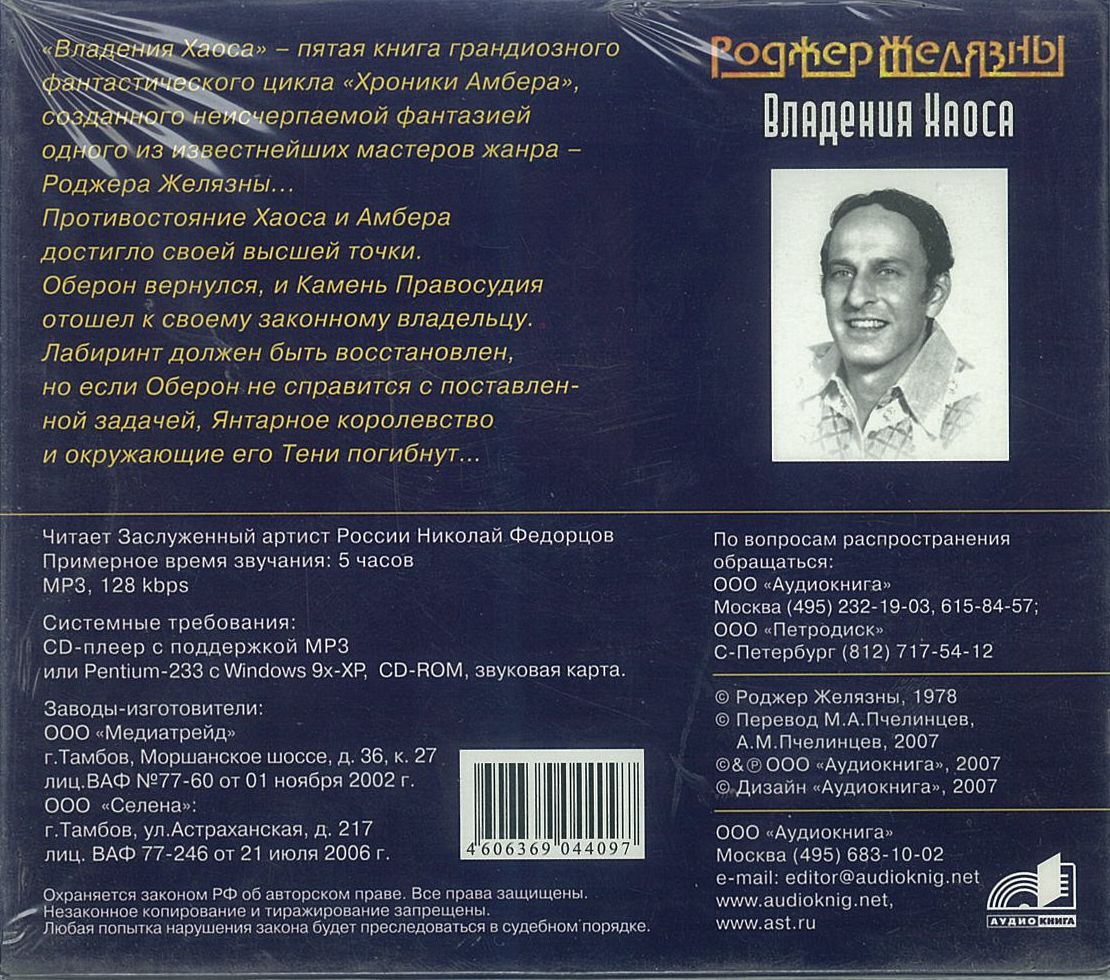 «Владения Хаоса» – пятая книга грандиозного
фантастического цикла «Хроники Амбера»,
созданного неисчерпаемой фантазией
одного из известнейших мастеров жанра –
Роджера Желязны...
Противостояние Хаоса и Амбера
достигло своей высшей точки.
Оберон вернулся, и Камень Правосудия
отошел к своему законному владельцу.
Лабиринт должен быть восстановлен,
но если Оберон не справится с поставлен-
ной задачей, Янтарное королевство
и окружающие его Тени погибнут...
Роджер Желязны
Владения Хаоса
Читает Заслуженный артист России Николай Федорцов
Примерное время звучания: 5 часов
MP3, 128 kbps
Системные требования:
CD-плеер с поддержкой MP3
или Pentium-233 с Windows 9x-XP, CD-ROM, звуковая карта.
Заводы-изготовители:
ООО «Медиатрейд»
г.Тамбов, Моршанское шоссе, д. 36, к. 27
лиц.ВАФ №77-60 от 01 ноября 2002 г.
ООО «Селена»:
г.Тамбов, ул.Астраханская, д. 217
лиц. ВАФ 77-246 от 21 июля 2006 г.
4 606369 044097
Охраняется законом РФ об авторском праве. Все права защищены.
Незаконное копирование и тиражирование запрещены.
Любая попытка нарушения закона будет преследоваться в судебном порядке.
По вопросам распространения
обращаться:
ООО «Аудиокнига»
Москва (495) 232-19-03, 615-84-57;
ООО «Петродиск»
С-Петербург (812) 717-54-12
© Роджер Желязны, 1978
© Перевод М.А.Пчелинцев,
А.М.Пчелинцев, 2007
©&℗ ООО «Аудиокнига», 2007
© Дизайн «Аудиокнига», 2007
ООО «Аудиокнига»
Москва (495) 683-10-02
e-mail: editor@audioknig.net
www.audioknig.net,
www.ast.ru
АУДИОКНИГА